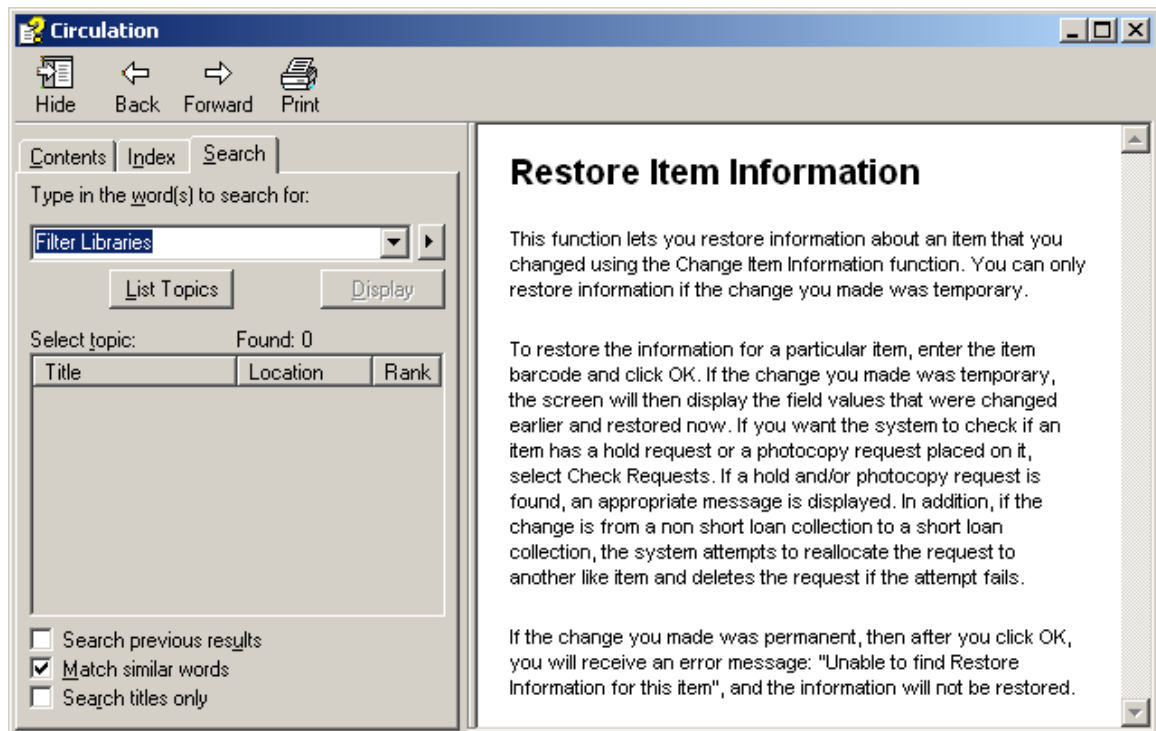 Circulation
Hide Back Forward Print
Contents Index Search
Type in the word(s) to search for:
Filter Libraries
List Topics Display
Select topic: Found: 0
Title Location Rank
Search previous results
Match similar words
Search titles only
Restore Item Information
This function lets you restore information about an item that you
changed using the Change Item Information function. You can only
restore information if the change you made was temporary.
To restore the information for a particular item, enter the item
barcode and click OK. If the change you made was temporary,
the screen will then display the field values that were changed
earlier and restored now. If you want the system to check if an
item has a hold request or a photocopy request placed on it,
select Check Requests. If a hold and/or photocopy request is
found, an appropriate message is displayed. In addition, if the
change is from a non short loan collection to a short loan
collection, the system attempts to reallocate the request to
another like item and deletes the request if the attempt fails.
If the change you made was permanent, then after you click OK,
you will receive an error message: "Unable to find Restore
Information for this item", and the information will not be restored.